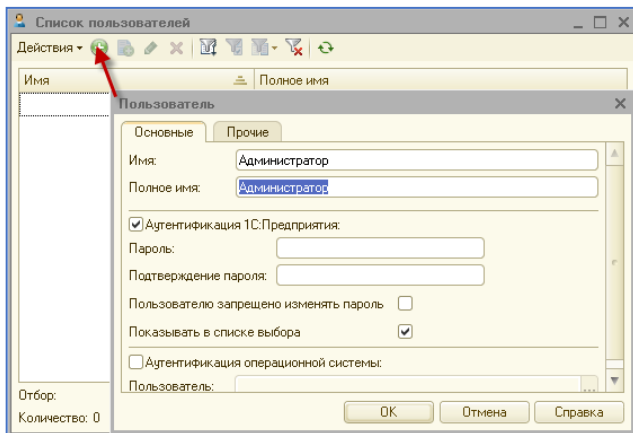 Список пользователей
Действия
Имя Полное имя
Пользователь
Основные Прочие
Имя: Администратор
Полное имя: Администратор
Аутентификация 1С:Предприятия:
Пароль:
Подтверждение пароля:
Пользователю запрещено изменять пароль
Показывать в списке выбора
Аутентификация операционной системы:
Пользователь:
Отбор:
OK Отмена Справка
Количество: 0